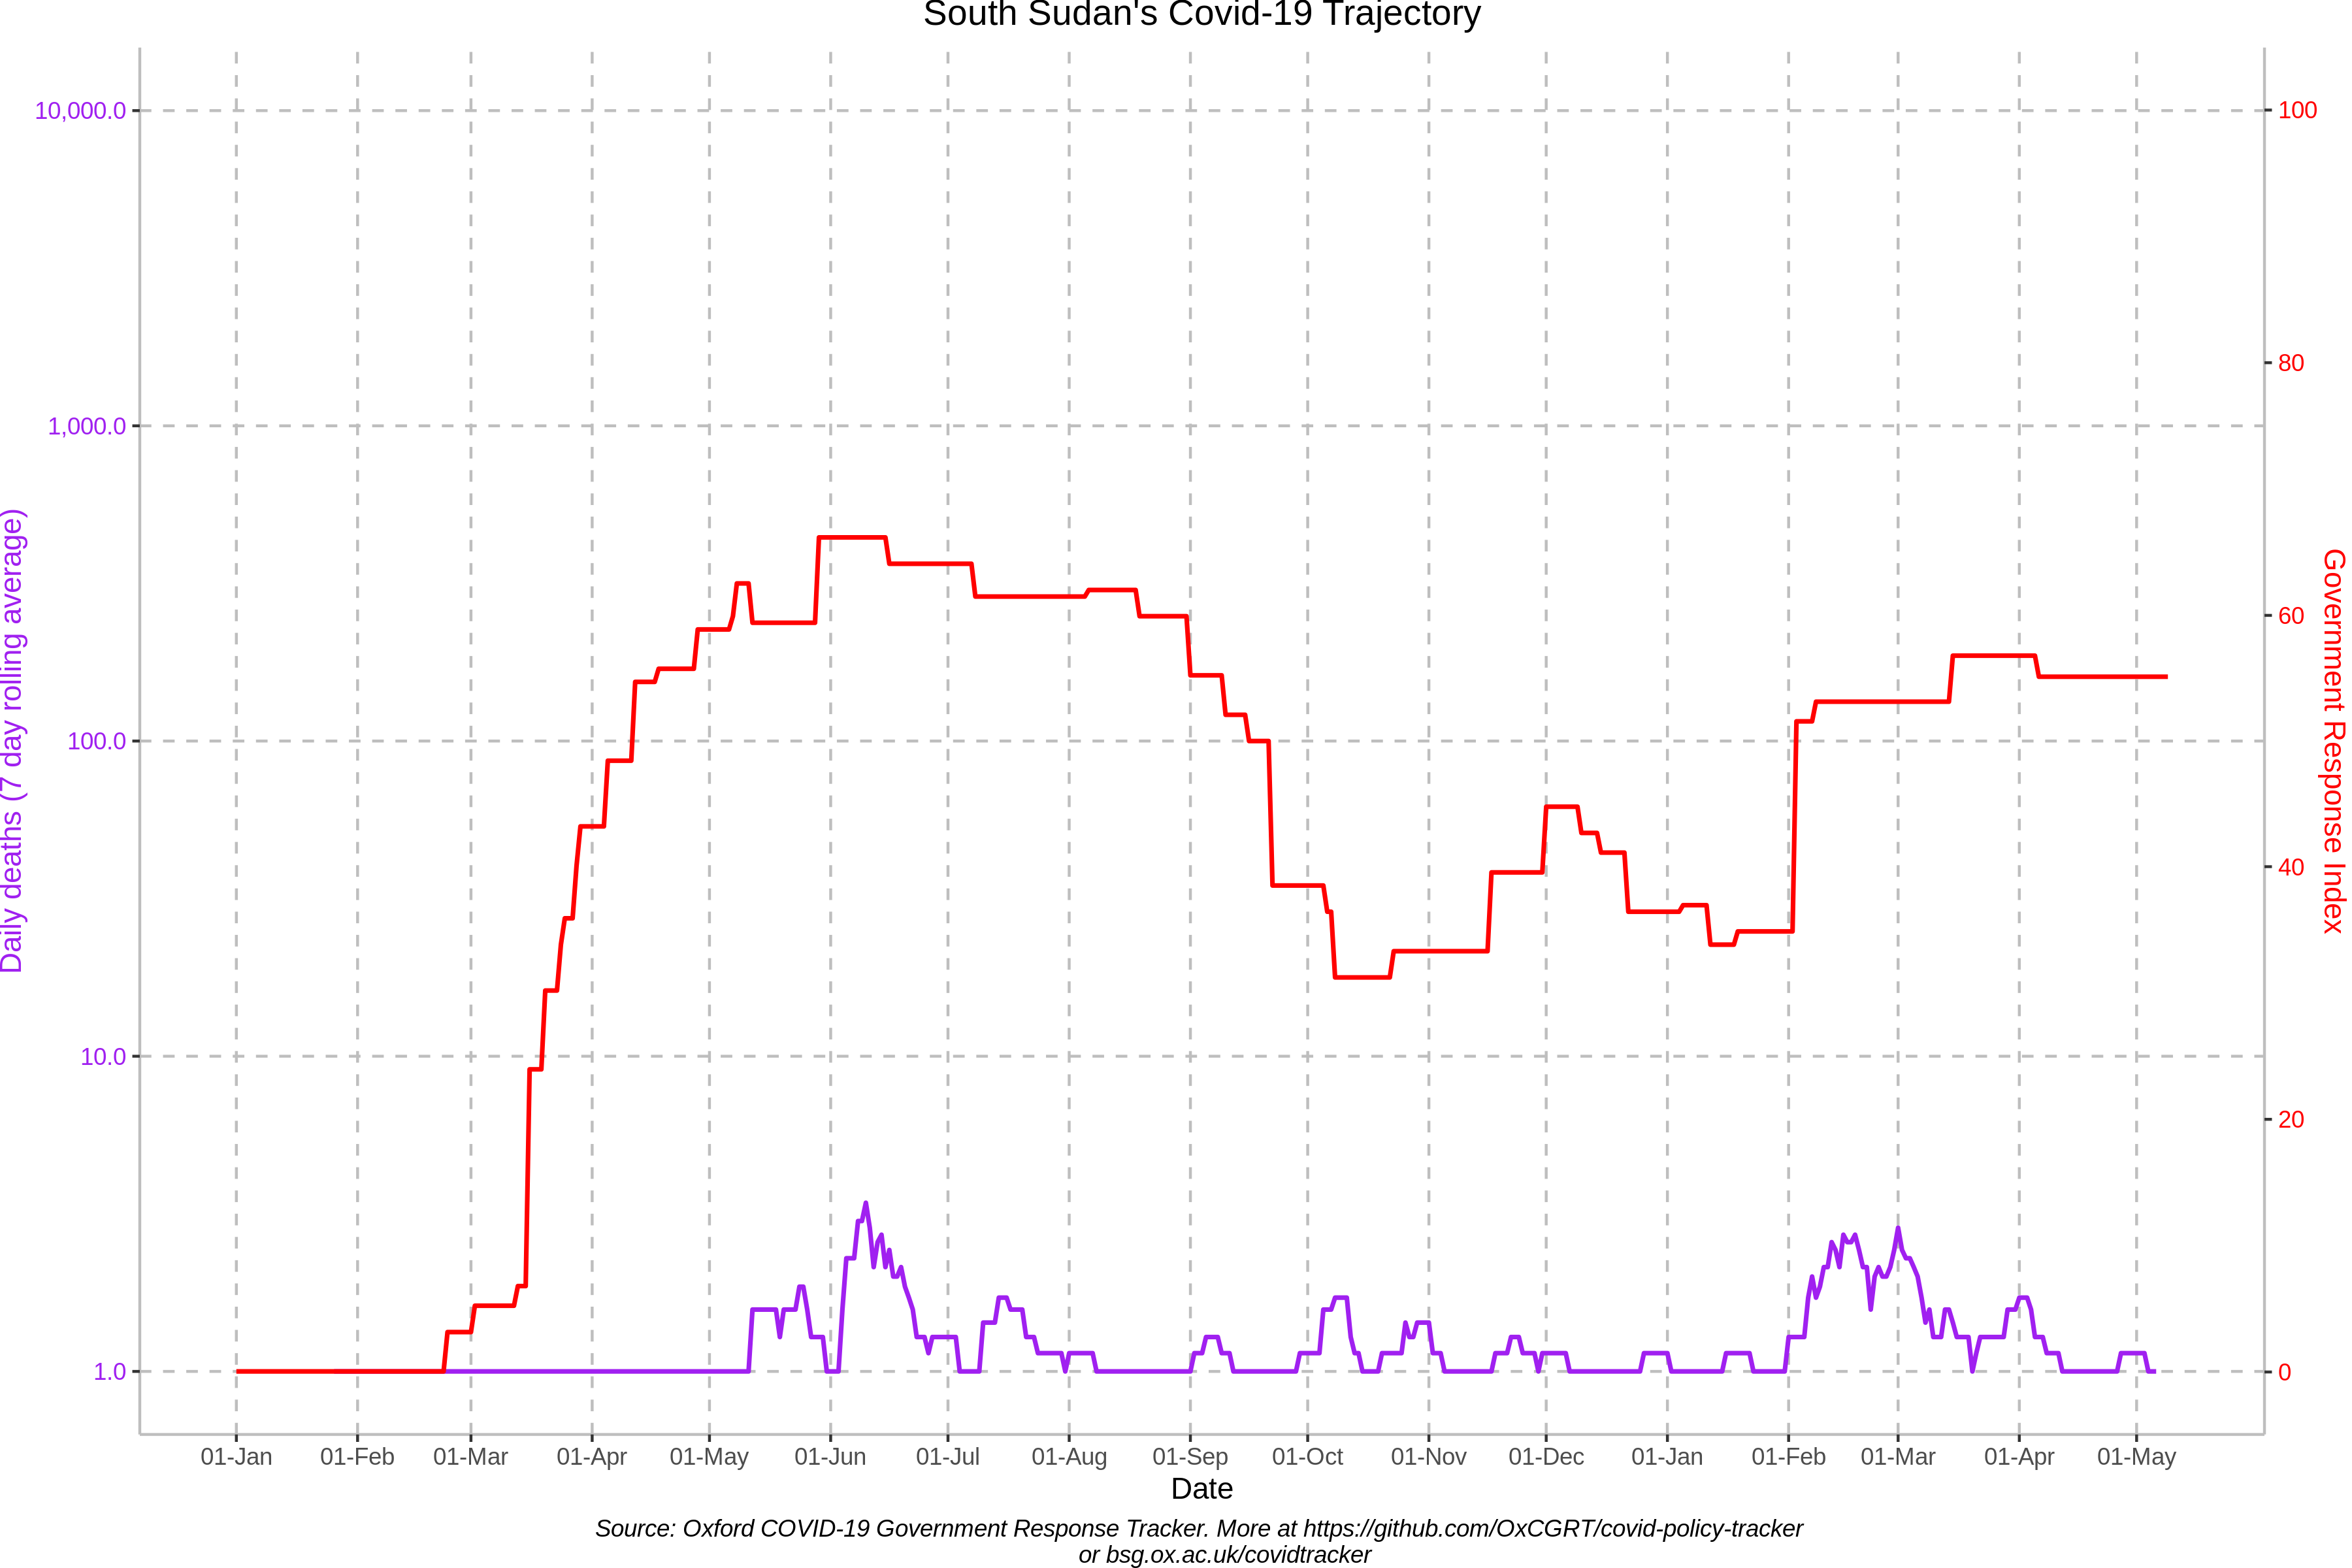 South Sudan's Covid-19 Trajectory
10,000.0
1,000.0
100.0
10.0
1.0
Daily deaths (7 day rolling average)
100
80
60
40
20
0
Government Response Index
01-Jan 01-Feb 01-Mar 01-Apr 01-May 01-Jun 01-Jul 01-Aug 01-Sep 01-Oct 01-Nov 01-Dec 01-Jan 01-Feb 01-Mar 01-Apr 01-May
Date
Source: Oxford COVID-19 Government Response Tracker. More at https://github.com/OxCGRT/covid-policy-tracker
or bsg.ox.ac.uk/covidtracker